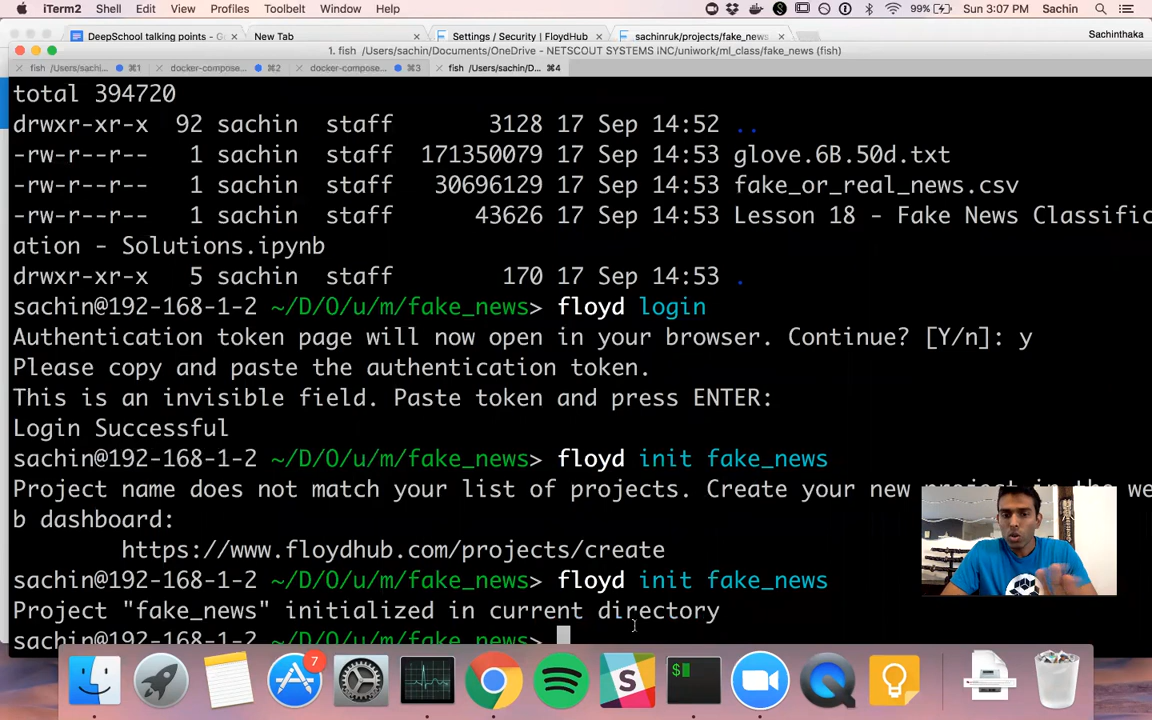 iTerm2 Shell Edit View Profiles Toolbelt Window Help 99% Sun 3:07 PM Sachin
DeepSchool talking points - G New Tab Settings / Security | FloydHub sachinruk/projects/fake_news Sachinthaka
1. fish /Users/sachin/Documents/OneDrive - NETSCOUT SYSTEMS INC/uniwork/ml_class/fake_news (fish)
fish /Users/sachi... ⌘1 docker-compose... ⌘2 docker-compose... ⌘3 fish /Users/sachin/D... ⌘4
total 394720
drwxr-xr-x 92 sachin staff 3128 17 Sep 14:52 ..
-rw-r--r-- 1 sachin staff 171350079 17 Sep 14:53 glove.6B.50d.txt
-rw-r--r-- 1 sachin staff 30696129 17 Sep 14:53 fake_or_real_news.csv
-rw-r--r-- 1 sachin staff 43626 17 Sep 14:53 Lesson 18 - Fake News Classific
ation - Solutions.ipynb
drwxr-xr-x 5 sachin staff 170 17 Sep 14:53 .
sachin@192-168-1-2 ~/D/O/u/m/fake_news> floyd login
Authentication token page will now open in your browser. Continue? [Y/n]: y
Please copy and paste the authentication token.
This is an invisible field. Paste token and press ENTER:
Login Successful
sachin@192-168-1-2 ~/D/O/u/m/fake_news> floyd init fake_news
Project name does not match your list of projects. Create your new project in the we
b dashboard:
https://www.floydhub.com/projects/create
sachin@192-168-1-2 ~/D/O/u/m/fake_news> floyd init fake_news
Project "fake_news" initialized in current directory
sachin@192-168-1-2 ~/D/O/u/m/fake_news>
7